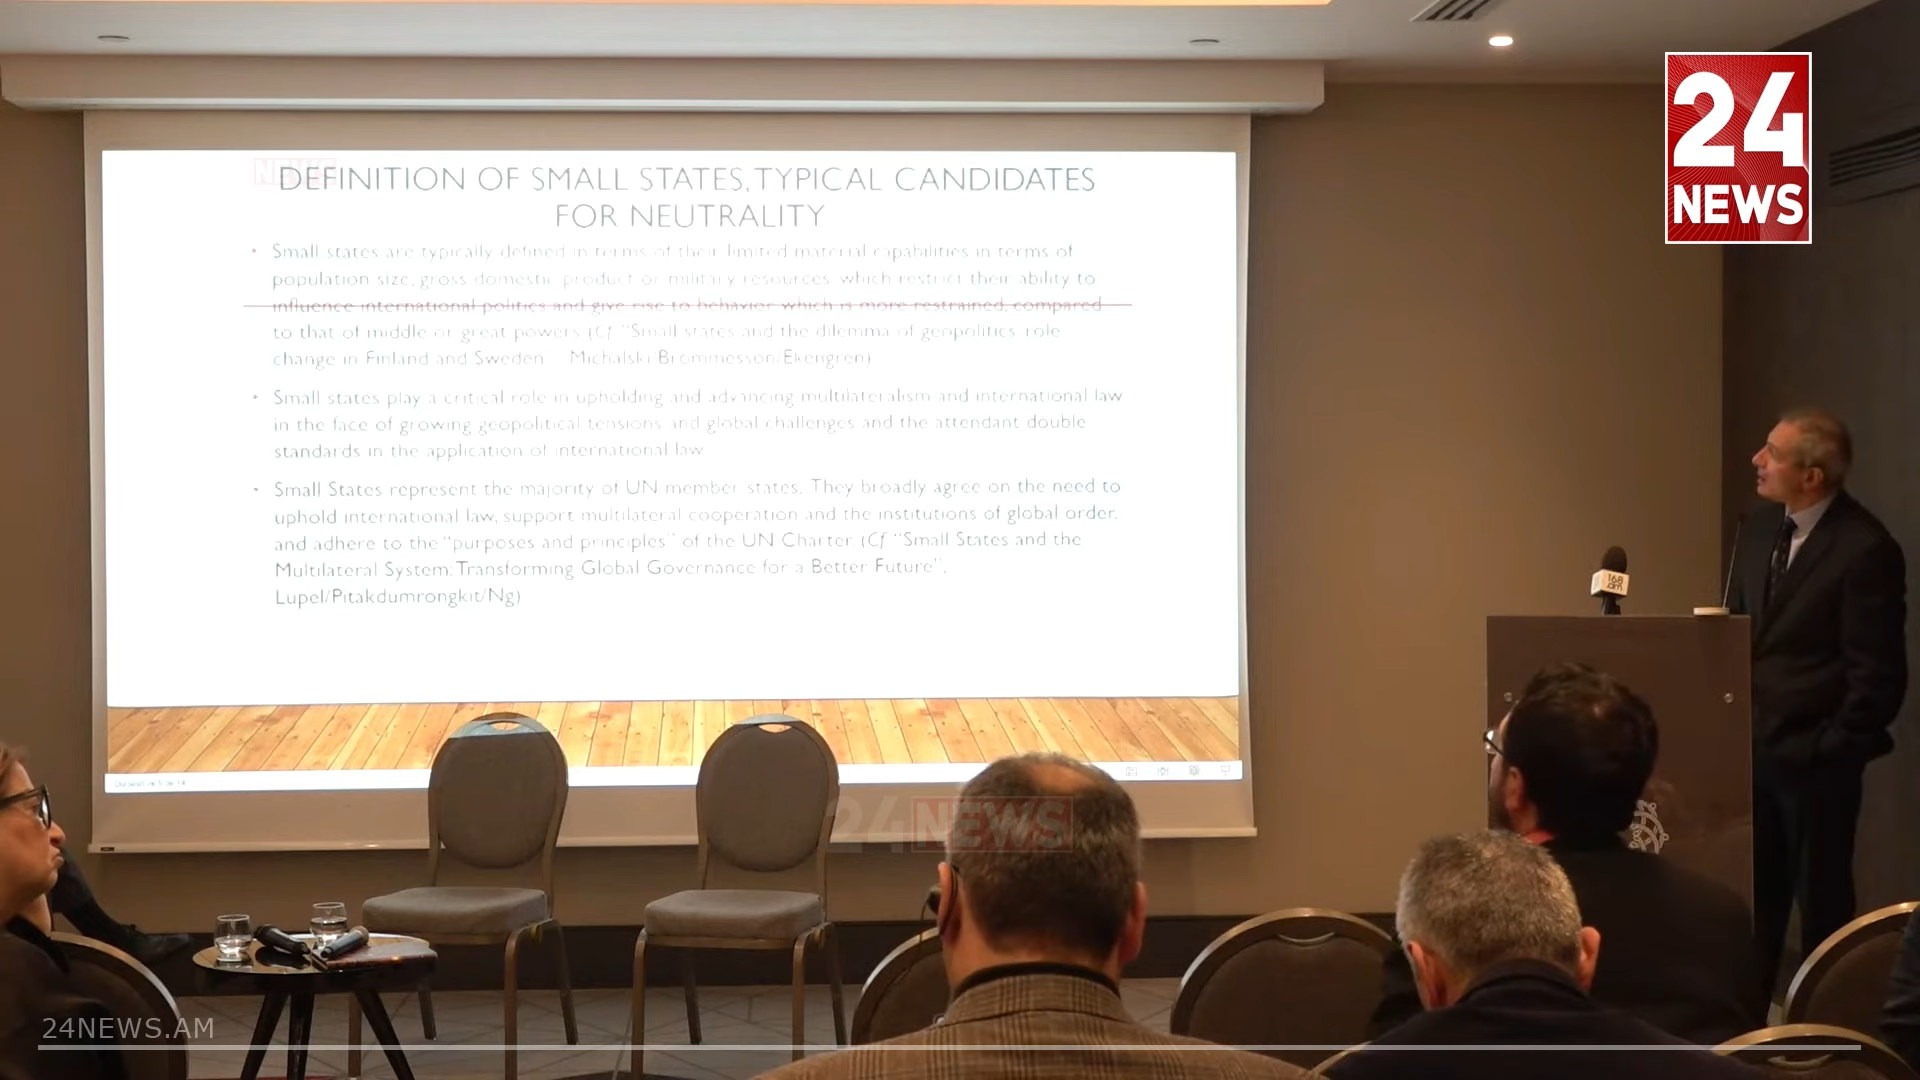 24
NEWS
NEWS
DEFINITION OF SMALL STATES, TYPICAL CANDIDATES
FOR NEUTRALITY
• Small states are typically defined in terms of their limited material capabilities in terms of
population size, gross domestic product or military resources which restrict their ability to
influence international politics and give rise to behavior which is more restrained, compared
to that of middle or great powers (Cf "Small states and the dilemma of geopolitics role
change in Finland and Sweden Michalski/Brommesson/Ekengren)
• Small states play a critical role in upholding and advancing multilateralism and international law
in the face of growing geopolitical tensions and global challenges and the attendant double
standards in the application of international law
• Small States represent the majority of UN member states. They broadly agree on the need to
uphold international law, support multilateral cooperation and the institutions of global order,
and adhere to the "purposes and principles" of the UN Charter (Cf "Small States and the
Multilateral System: Transforming Global Governance for a Better Future",
Lupel/Pitakdumrongkit/Ng)
168
am
24NEWS
24NEWS.AM